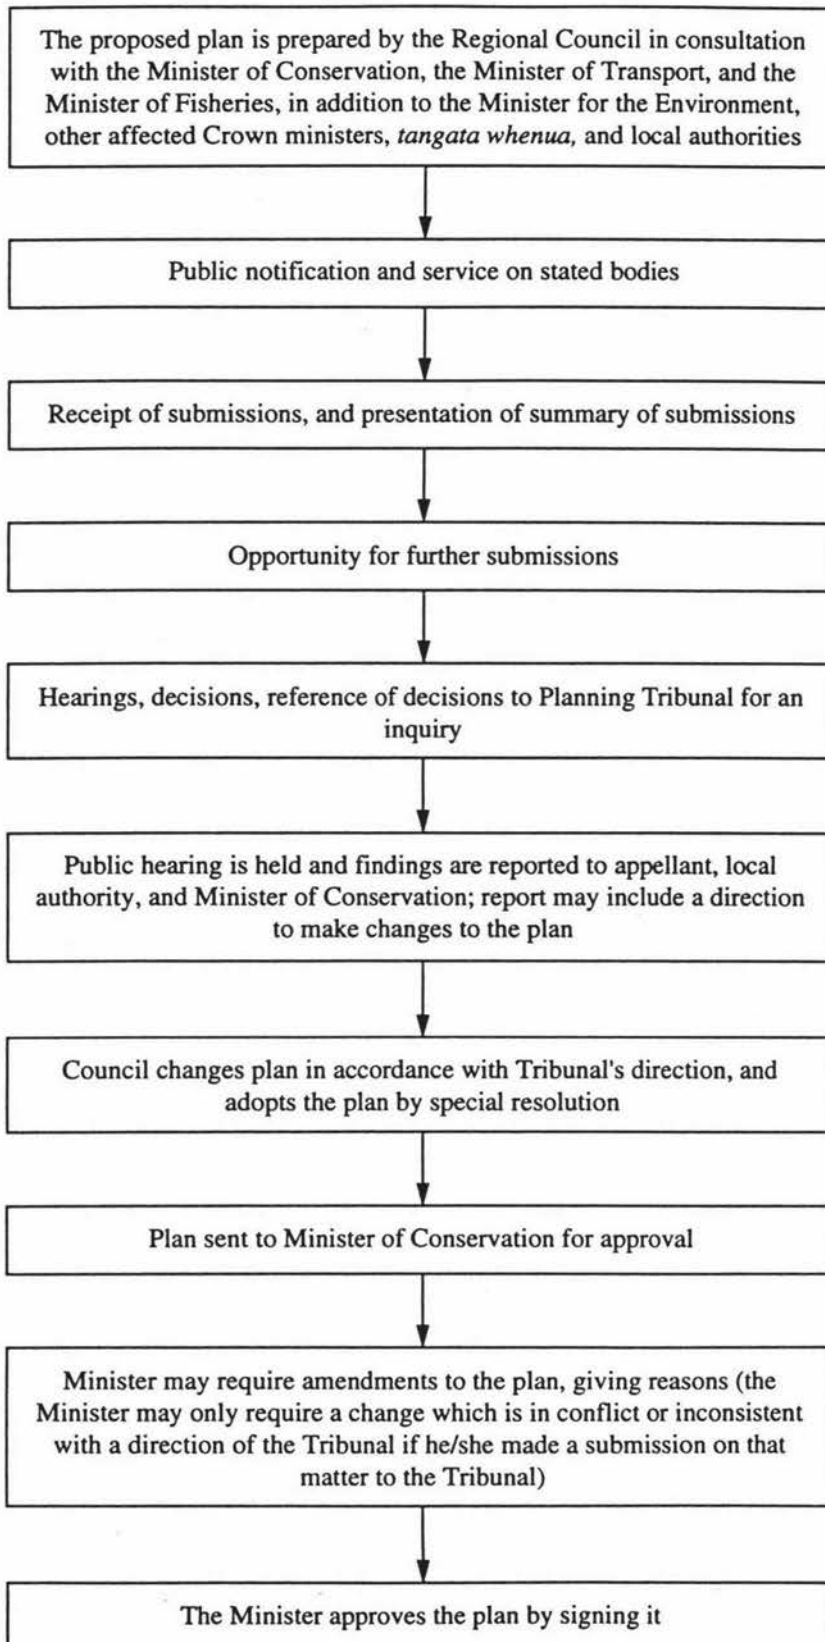 The proposed plan is prepared by the Regional Council in consultation
with the Minister of Conservation, the Minister of Transport, and the
Minister of Fisheries, in addition to the Minister for the Environment,
other affected Crown ministers, tangata whenua, and local authorities
Public notification and service on stated bodies
Receipt of submissions, and presentation of summary of submissions
Opportunity for further submissions
Hearings, decisions, reference of decisions to Planning Tribunal for an
inquiry
Public hearing is held and findings are reported to appellant, local
authority, and Minister of Conservation; report may include a direction
to make changes to the plan
Council changes plan in accordance with Tribunal's direction, and
adopts the plan by special resolution
Plan sent to Minister of Conservation for approval
Minister may require amendments to the plan, giving reasons (the
Minister may only require a change which is in conflict or inconsistent
with a direction of the Tribunal if he/she made a submission on that
matter to the Tribunal)
The Minister approves the plan by signing it